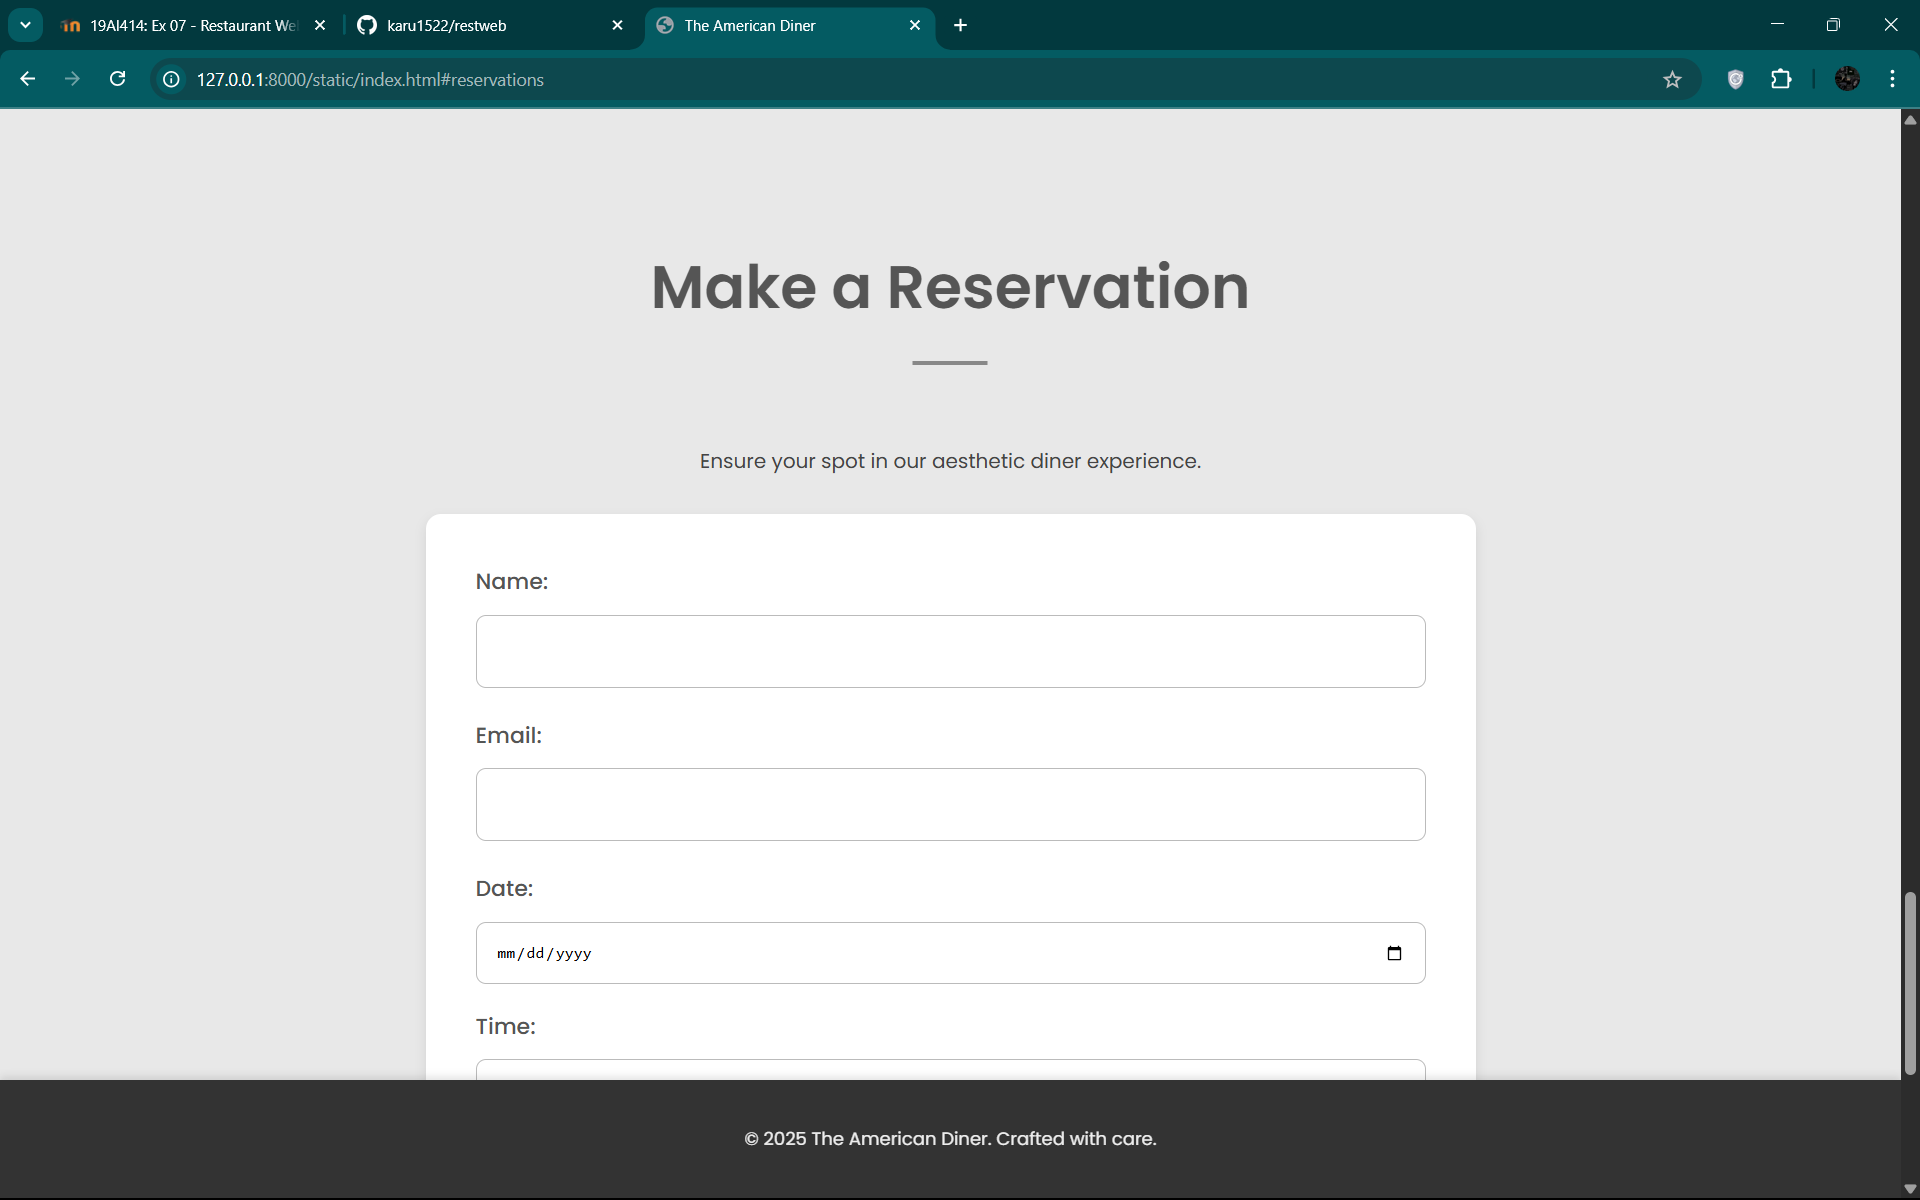 19AI414: Ex 07 - Restaurant We
karu1522/restweb
The American Diner
127.0.0.1:8000/static/index.html#reservations
Make a Reservation
Ensure your spot in our aesthetic diner experience.
Name:
Email:
Date:
mm/dd/yyyy
Time:
© 2025 The American Diner. Crafted with care.